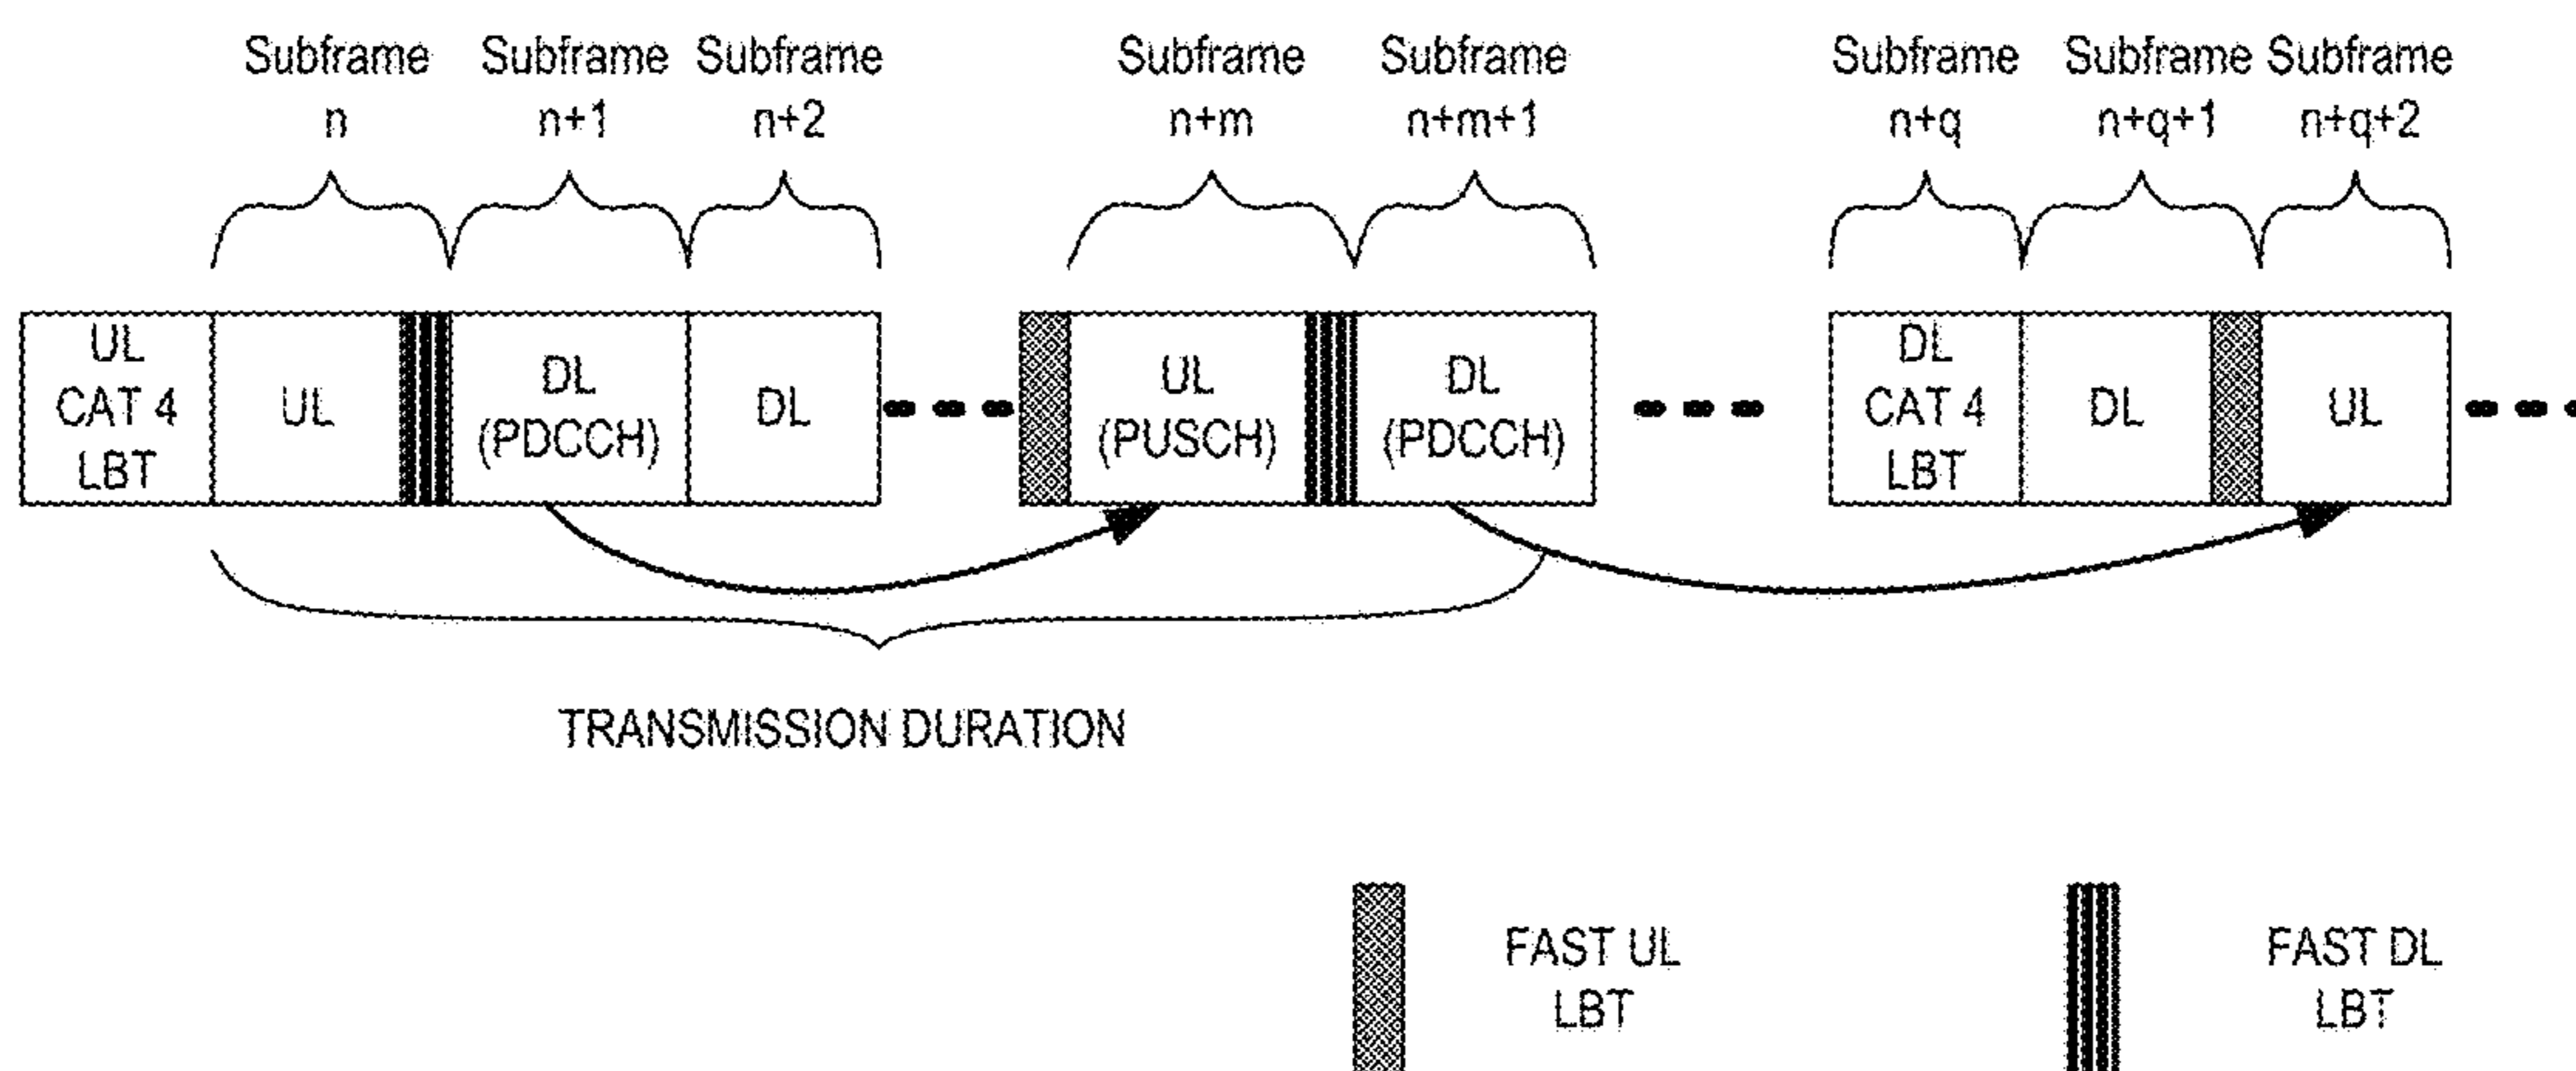 Subframe Subframe Subframe Subframe Subframe Subframe Subframe Subframe
n n+1 n+2 n+m n+m+1 n+q n+q+1 n+q+2
UL
CAT 4
LBT
UL
DL
(PDCCH)
DL
UL
(PUSCH)
DL
(PDCCH)
DL
CAT 4
LBT
DL
UL
TRANSMISSION DURATION
FAST UL
LBT
FAST DL
LBT